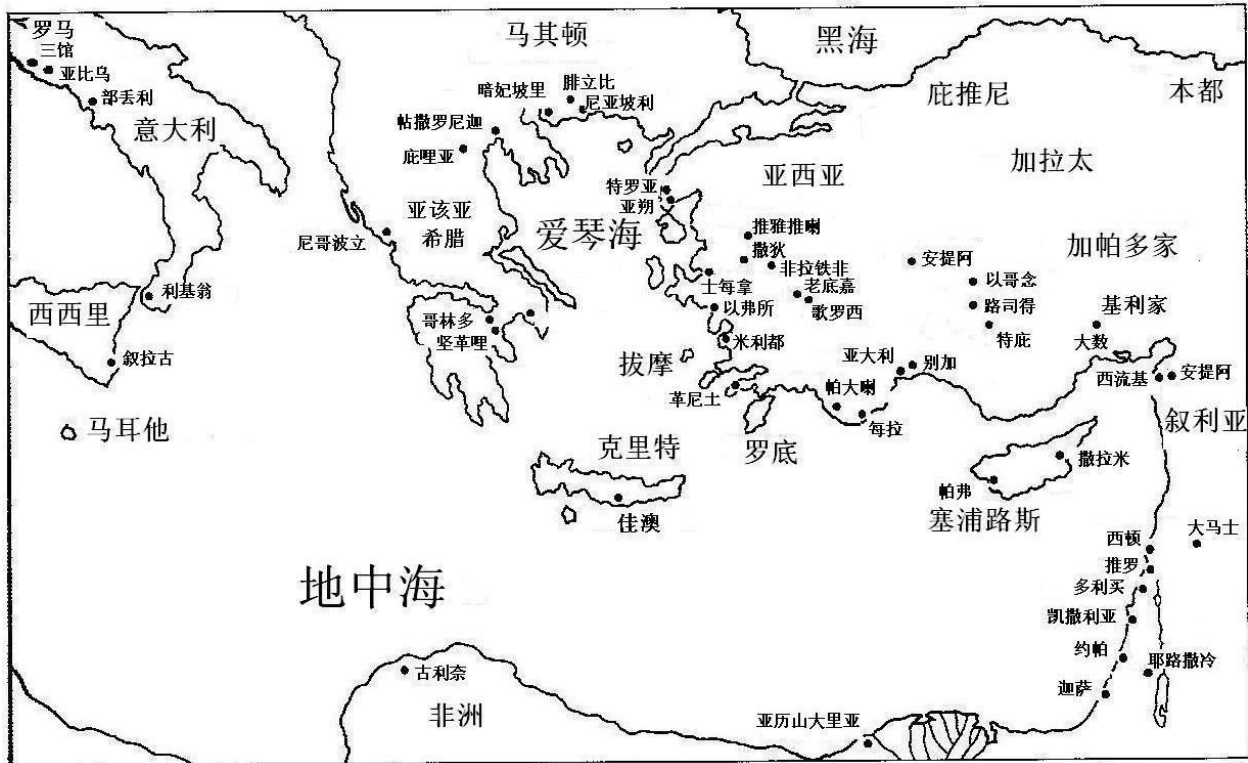 罗马
三馆
亚比乌
部丢利
意大利
利基翁
西西里
叙拉古
马耳他
马其顿
腓立比
暗妃坡里
尼亚坡利
帖撒罗尼迦
庇哩亚
亚该亚
希腊
尼哥波立
爱琴海
哥林多
坚革哩
黑海
庇推尼
本都
亚西亚
加拉太
特罗亚
亚朔
推雅推喇
撒狄
非拉铁非
士每拿
老底嘉
以弗所
歌罗西
米利都
拔摩
革尼土
罗底
安提阿
以哥念
路司得
特庇
加帕多家
基利家
大数
亚大利
别加
帕大喇
每拉
西流基
安提阿
叙利亚
克里特
佳澳
撒拉米
帕弗
塞浦路斯
西顿
大马士
推罗
多利买
凯撒利亚
约帕
耶路撒冷
迦萨
地中海
古利奈
非洲
亚历山大里亚